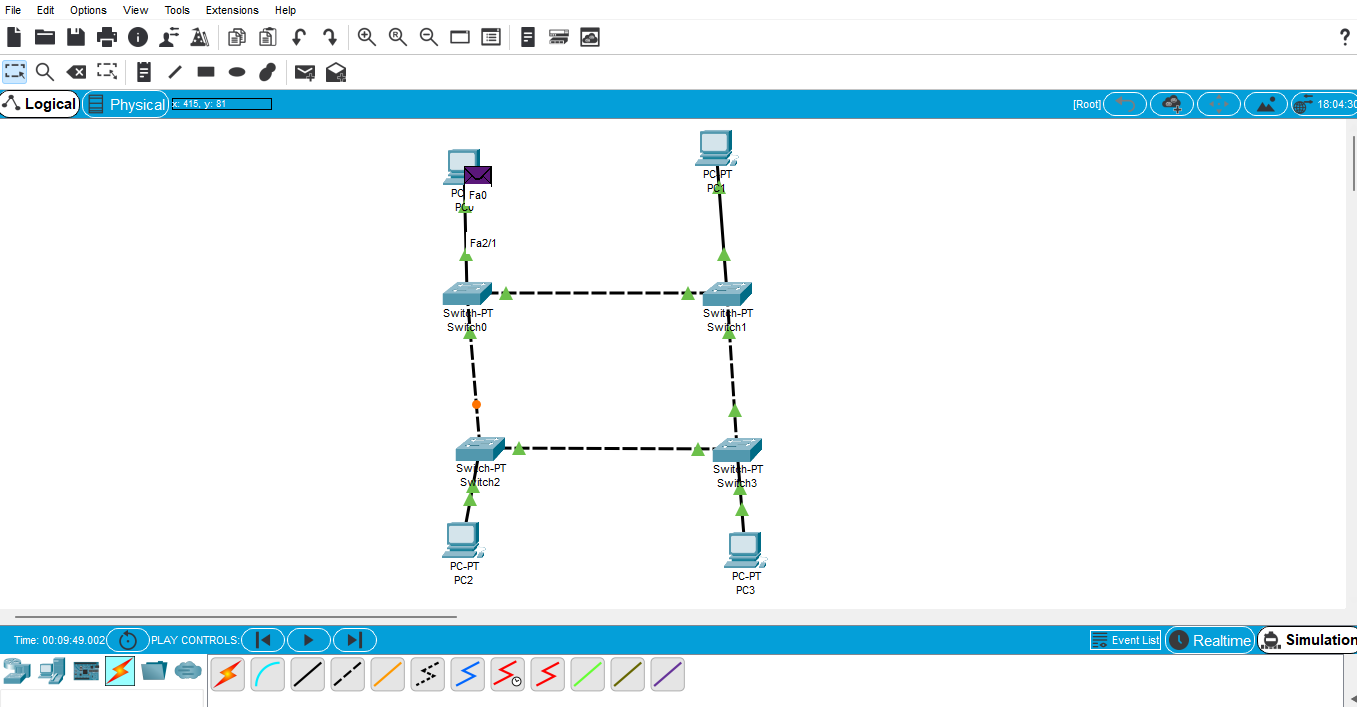 File Edit Options View Tools Extensions Help
?
Logical Physical x: 415, y: 81 [Root] 18:04:30
PC-PT
PC1
PC Fa0
PC0
Fa2/1
Switch-PT
Switch0
Switch-PT
Switch1
Switch-PT
Switch2
Switch-PT
Switch3
PC-PT
PC2
PC-PT
PC3
Time: 00:09:49.002 PLAY CONTROLS: Event List Realtime Simulation